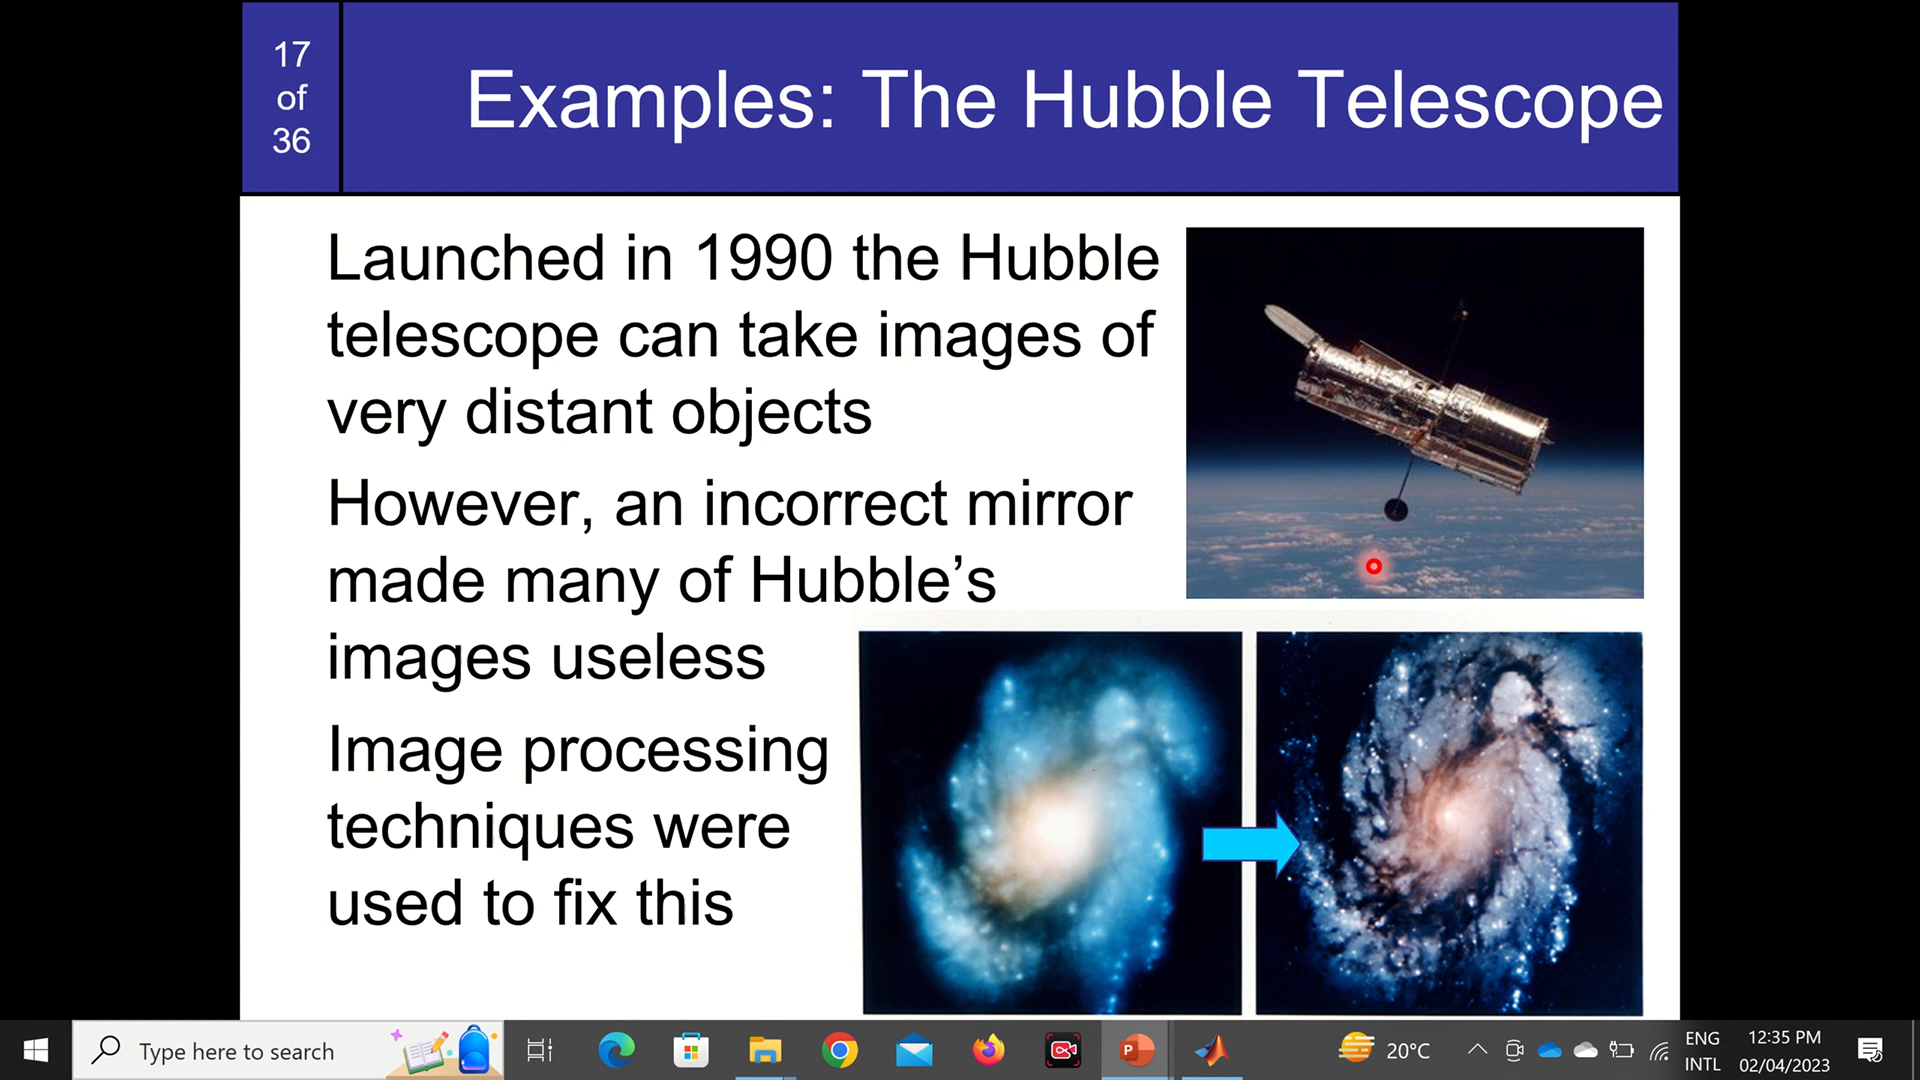 17
of
36
Examples: The Hubble Telescope
Launched in 1990 the Hubble
telescope can take images of
very distant objects
However, an incorrect mirror
made many of Hubble’s
images useless
Image processing
techniques were
used to fix this
Type here to search
P
20°C
ENG
INTL
12:35 PM
02/04/2023